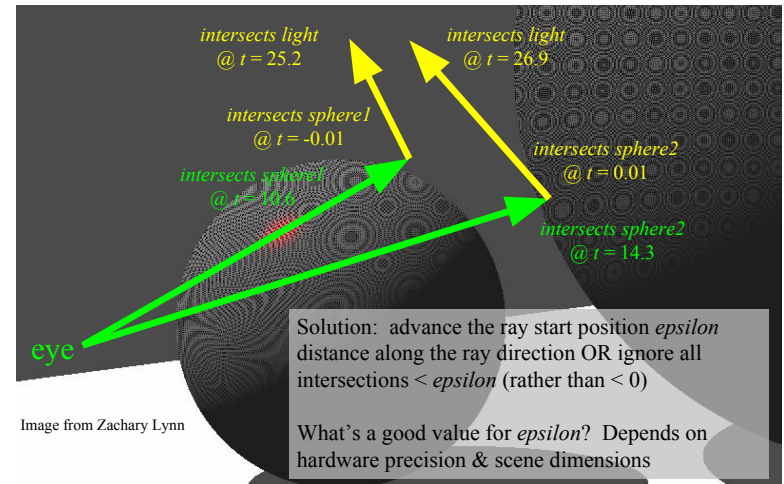 intersects light
@ t = 25.2
intersects light
@ t = 26.9
intersects sphere1
@ t = -0.01
intersects sphere2
@ t = 0.01
intersects sphere1
@ t = 10.6
intersects sphere2
@ t = 14.3
eye
Solution:  advance the ray start position epsilon
distance along the ray direction OR ignore all
intersections < epsilon (rather than < 0)
What's a good value for epsilon?  Depends on
hardware precision & scene dimensions
Image from Zachary Lynn